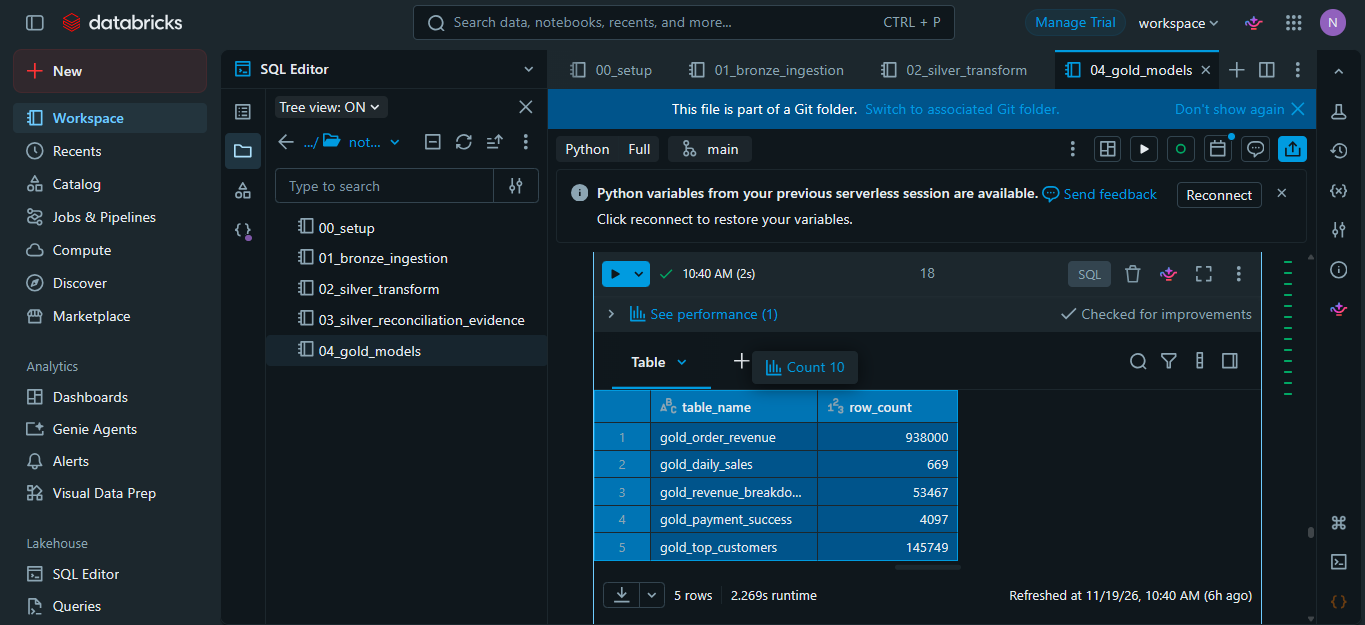 databricks
Search data, notebooks, recents, and more... CTRL + P
Manage Trial
workspace
N
New
Workspace
Recents
Catalog
Jobs & Pipelines
Compute
Discover
Marketplace
Analytics
Dashboards
Genie Agents
Alerts
Visual Data Prep
Lakehouse
SQL Editor
Queries
SQL Editor
Tree view: ON
.../ not...
Type to search
00_setup
01_bronze_ingestion
02_silver_transform
03_silver_reconciliation_evidence
04_gold_models
00_setup 01_bronze_ingestion 02_silver_transform 04_gold_models
This file is part of a Git folder. Switch to associated Git folder. Don't show again
Python Full main
Python variables from your previous serverless session are available. Send feedback Reconnect
Click reconnect to restore your variables.
10:40 AM (2s) 18 SQL
See performance (1) Checked for improvements
Table Count 10
table_name row_count
1 gold_order_revenue 938000
2 gold_daily_sales 669
3 gold_revenue_breakdo... 53467
4 gold_payment_success 4097
5 gold_top_customers 145749
5 rows 2.269s runtime Refreshed at 11/19/26, 10:40 AM (6h ago)